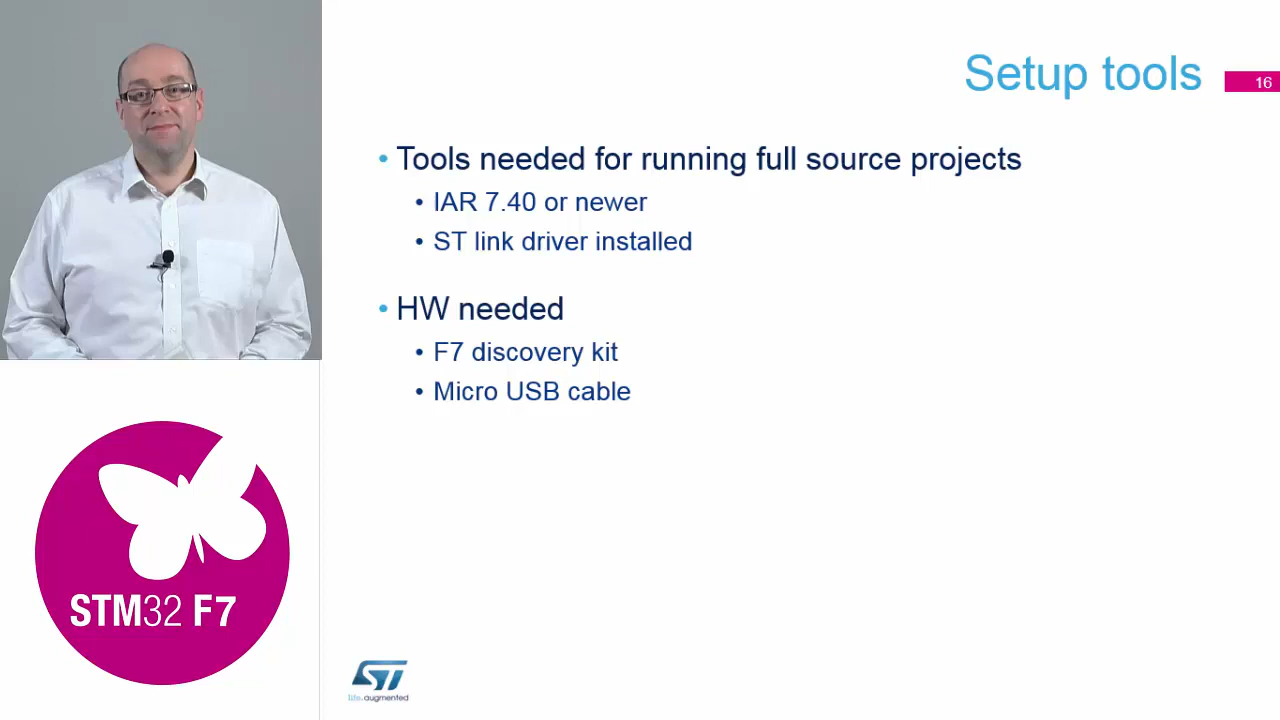 Setup tools
16
• Tools needed for running full source projects
• IAR 7.40 or newer
• ST link driver installed
• HW needed
• F7 discovery kit
• Micro USB cable
STM32 F7
ST
life.augmented